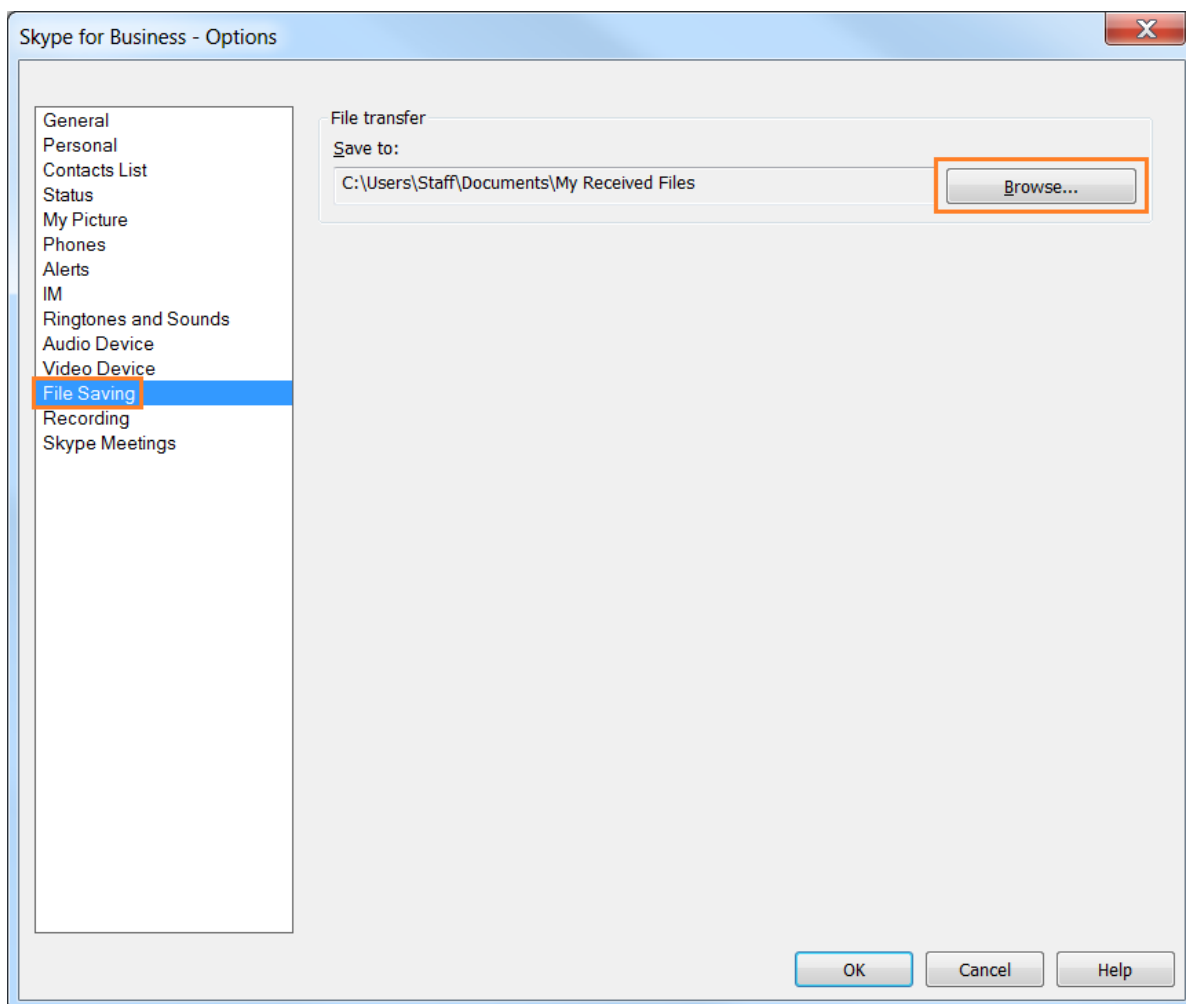 Skype for Business - Options
General
Personal
Contacts List
Status
My Picture
Phones
Alerts
IM
Ringtones and Sounds
Audio Device
Video Device
File Saving
Recording
Skype Meetings
File transfer
Save to:
C:\Users\Staff\Documents\My Received Files
Browse...
OK
Cancel
Help